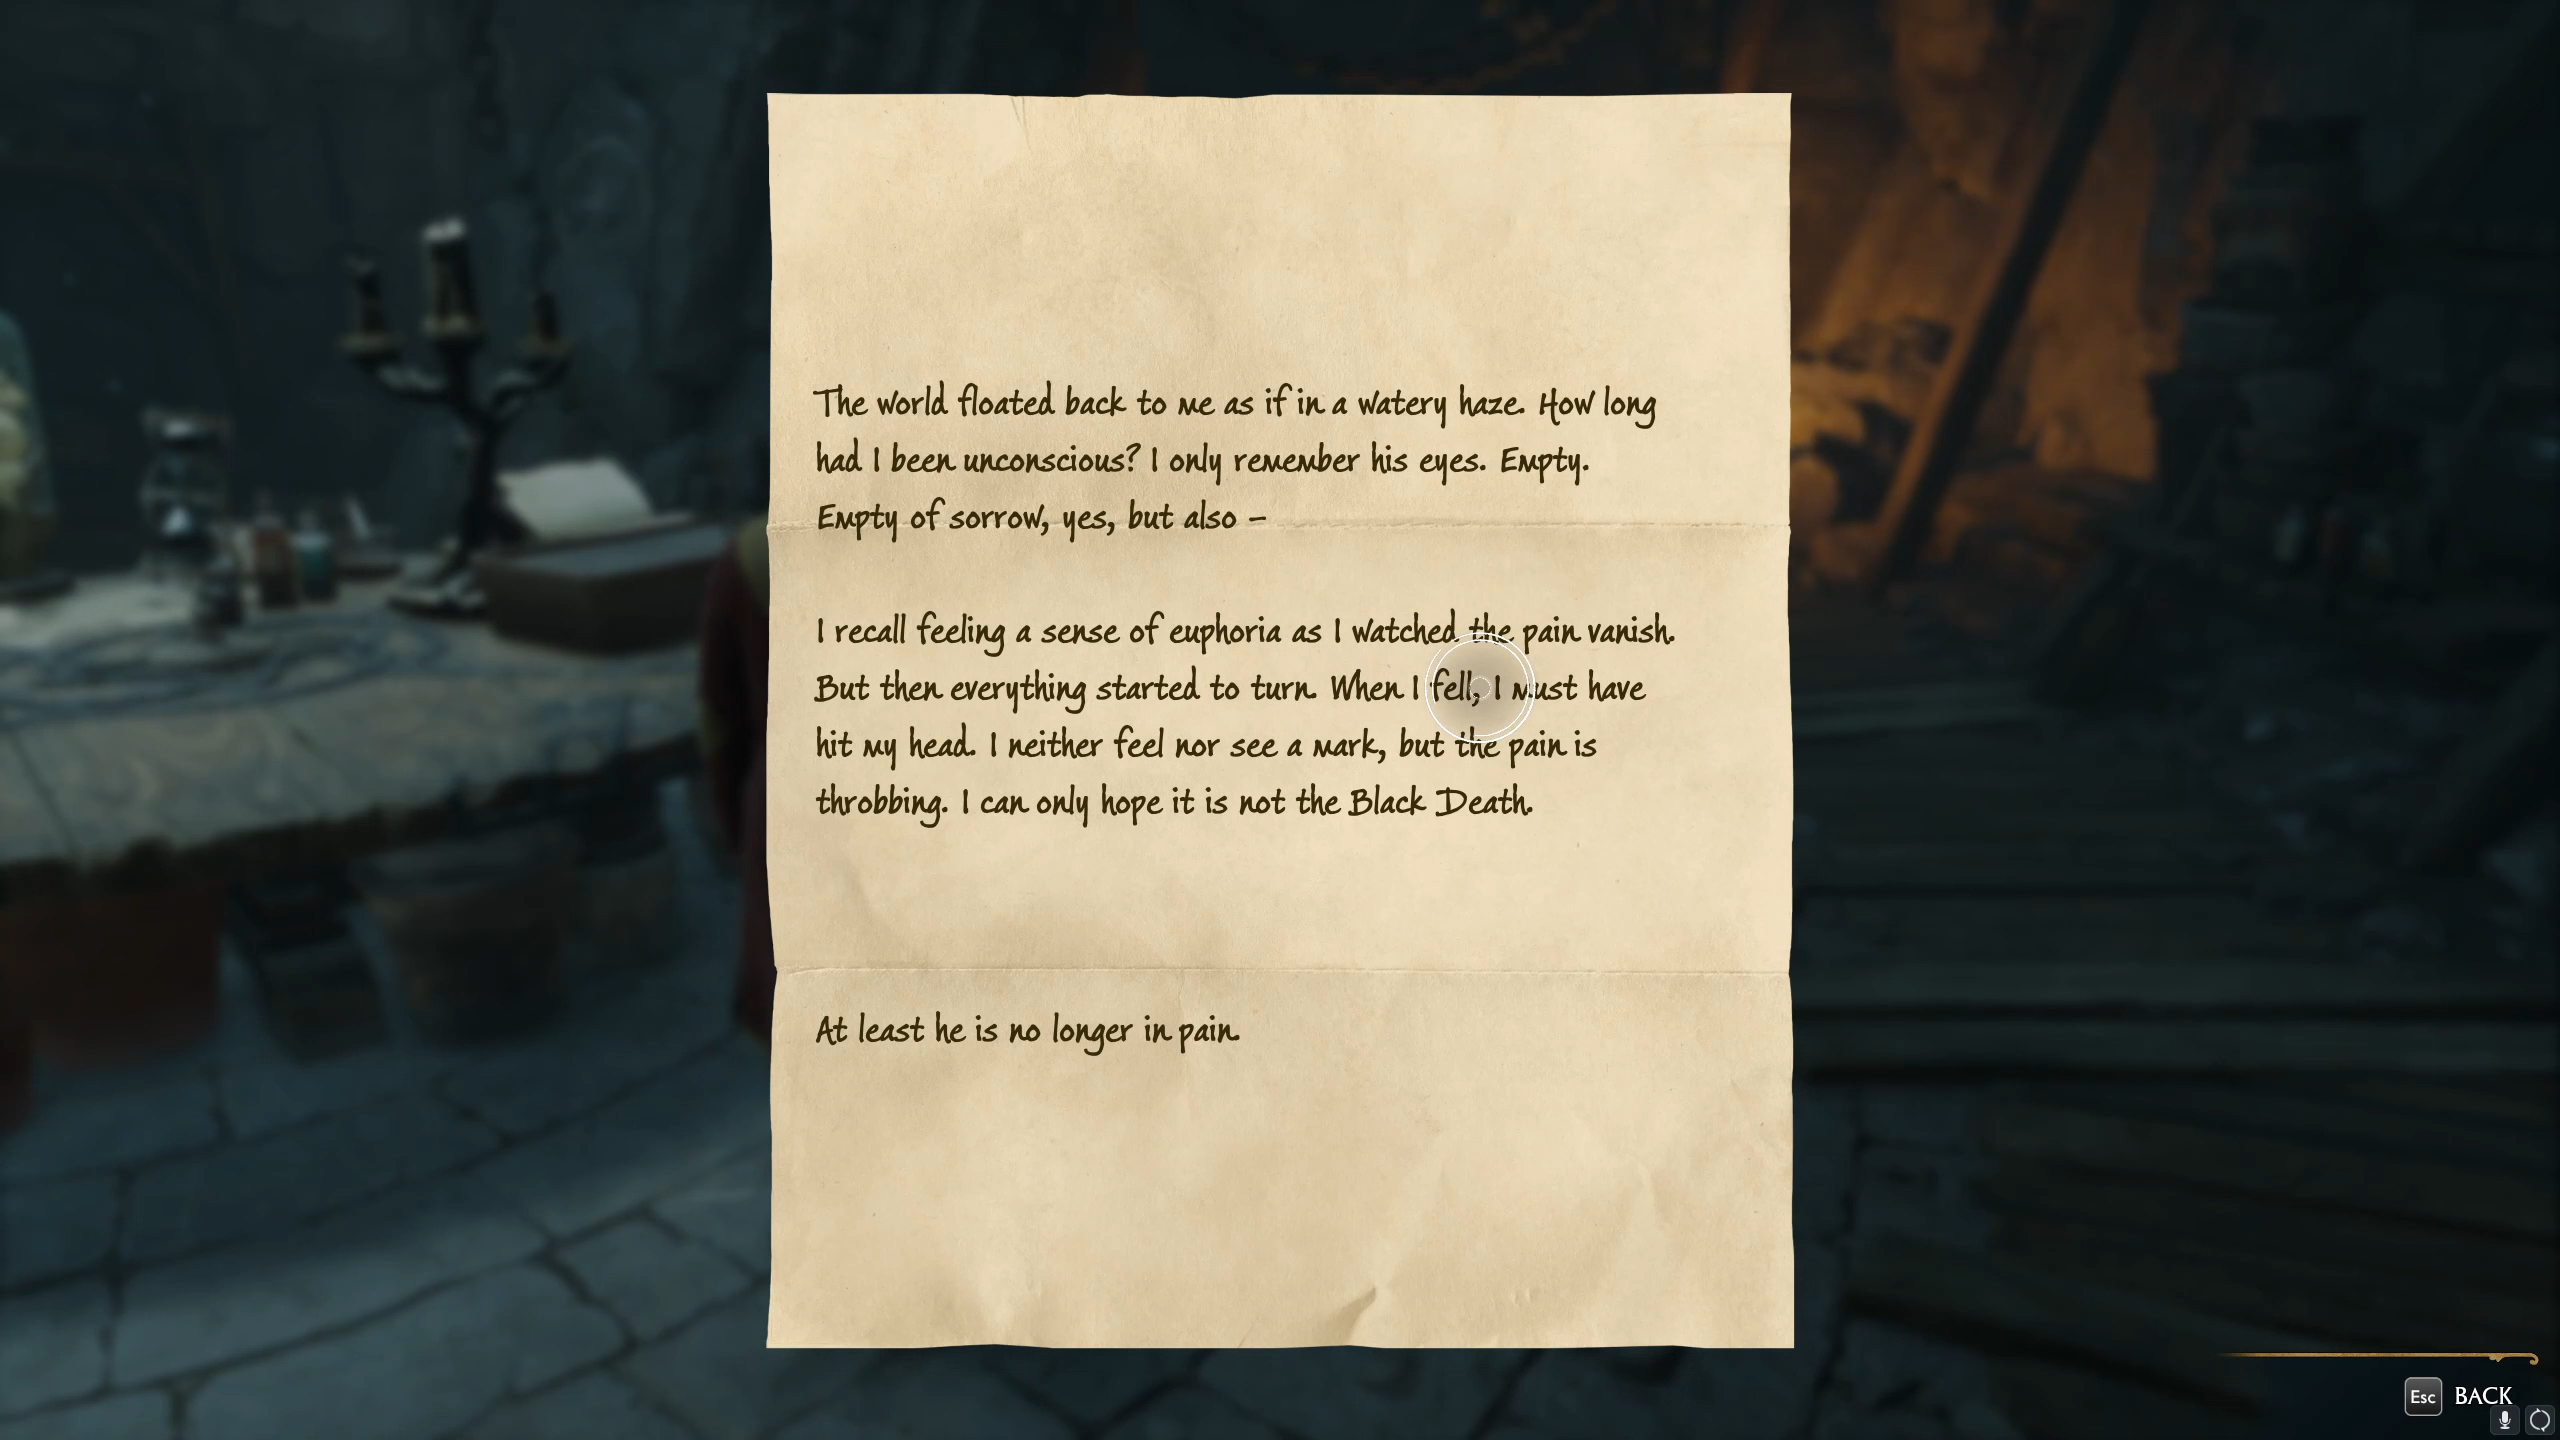 The world floated back to me as if in a watery haze. How long
had I been unconscious? I only remember his eyes. Empty.
Empty of sorrow, yes, but also –
I recall feeling a sense of euphoria as I watched the pain vanish.
But then everything started to turn. When I fell, I must have
hit my head. I neither feel nor see a mark, but the pain is
throbbing. I can only hope it is not the Black Death.
At least he is no longer in pain.
Esc BACK